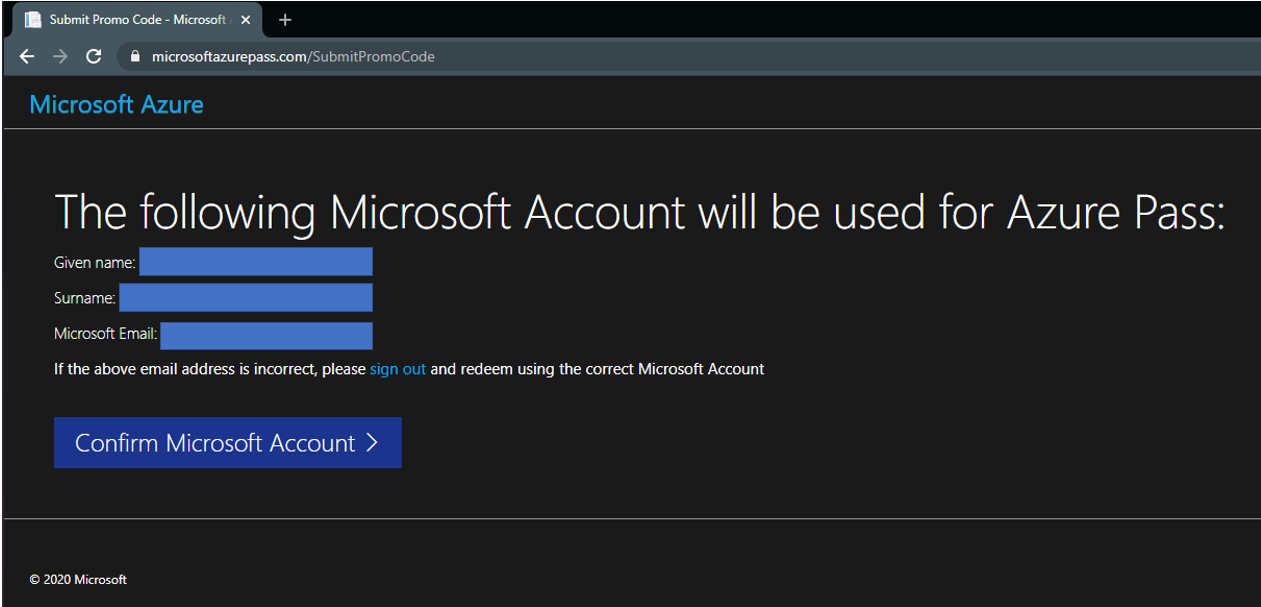 Submit Promo Code - Microsoft
microsoftazurepass.com/SubmitPromoCode
Microsoft Azure
The following Microsoft Account will be used for Azure Pass:
Given name:
Surname:
Microsoft Email:
If the above email address is incorrect, please sign out and redeem using the correct Microsoft Account
Confirm Microsoft Account
© 2020 Microsoft